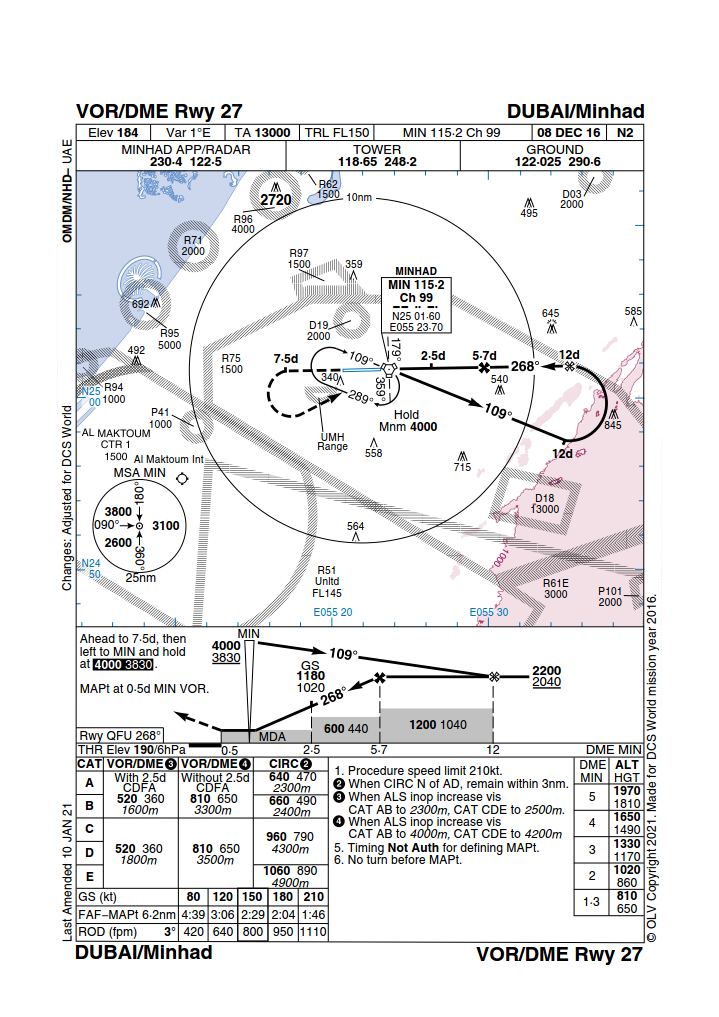 VOR/DME Rwy 27 DUBAI/Minhad
Elev 184 Var 1°E TA 13000 TRL FL150 MIN 115·2 Ch 99 08 DEC 16 N2
MINHAD APP/RADAR TOWER GROUND
230·4 122·5 118·65 248·2 122·025 290·6
OMDM/NHD– UAE
Changes: Adjusted for DCS World
Last Amended 10 JAN 21
© OLV Copyright 2021. Made for DCS World mission year 2016.
R62
1500
10nm
2720
R96
4000
D03
2000
495
R71
2000
R97
1500
359
MINHAD
MIN 115·2
Ch 99
N25 01·60
E055 23·70
692
R95
5000
D19
2000
645
585
492
R75
1500
7·5d
109°
179°
2·5d
5·7d
268°
12d
340
289°
359°
540
109°
N25
00
R94
1000
P41
1000
UMH
Range
Hold
Mnm 4000
845
12d
AL MAKTOUM
CTR 1
1500
Al Maktoum Int
558
715
MSA MIN
180°
3800
090°
3100
2600
360°
25nm
D18
13000
564
1000
N24
50
R51
Unltd
FL145
R61E
3000
P101
2000
E055 20
E055 30
Ahead to 7·5d, then
left to MIN and hold
at 4000 3830.
MAPt at 0·5d MIN VOR.
MIN
4000
3830
109°
GS
1180
1020
268°
2200
2040
600 440
1200 1040
MDA
Rwy QFU 268°
THR Elev 190/6hPa 0·5 2·5 5·7 12 DME MIN
CAT VOR/DME 3 VOR/DME 4 CIRC 2
With 2.5d Without 2.5d 640 470
A CDFA CDFA 2300m
B 520 360 810 650 660 490
1600m 3300m 2400m
C
960 790
D 520 360 810 650 4300m
1800m 3500m
E 1060 890
4900m
GS (kt) 80 120 150 180 210
FAF–MAPt 6·2nm 4:39 3:06 2:29 2:04 1:46
ROD (fpm) 3° 420 640 800 950 1110
1. Procedure speed limit 210kt.
2 When CIRC N of AD, remain within 3nm.
3 When ALS inop increase vis
CAT AB to 2300m, CAT CDE to 2500m.
4 When ALS inop increase vis
CAT AB to 4000m, CAT CDE to 4200m
5. Timing Not Auth for defining MAPt.
6. No turn before MAPt.
DME ALT
MIN HGT
5 1970
1810
4 1650
1490
3 1330
1170
2 1020
860
1·3 810
650
DUBAI/Minhad VOR/DME Rwy 27